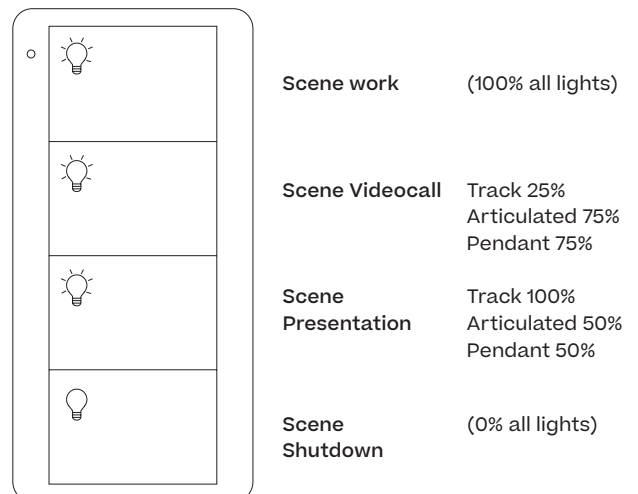 Scene work (100% all lights)
Scene Videocall Track 25%
Articulated 75%
Pendant 75%
Scene Track 100%
Presentation Articulated 50%
Pendant 50%
Scene (0% all lights)
Shutdown